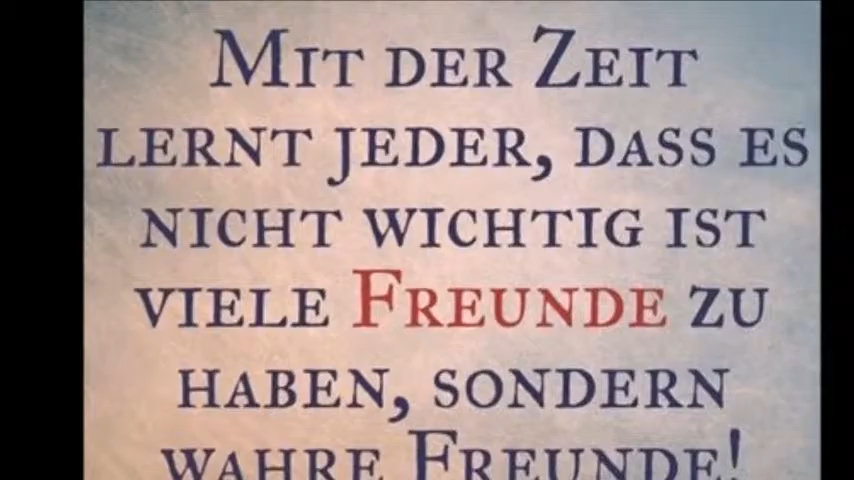 Mit der Zeit
lernt jeder, dass es
nicht wichtig ist
viele Freunde zu
haben, sondern
wahre Freunde!